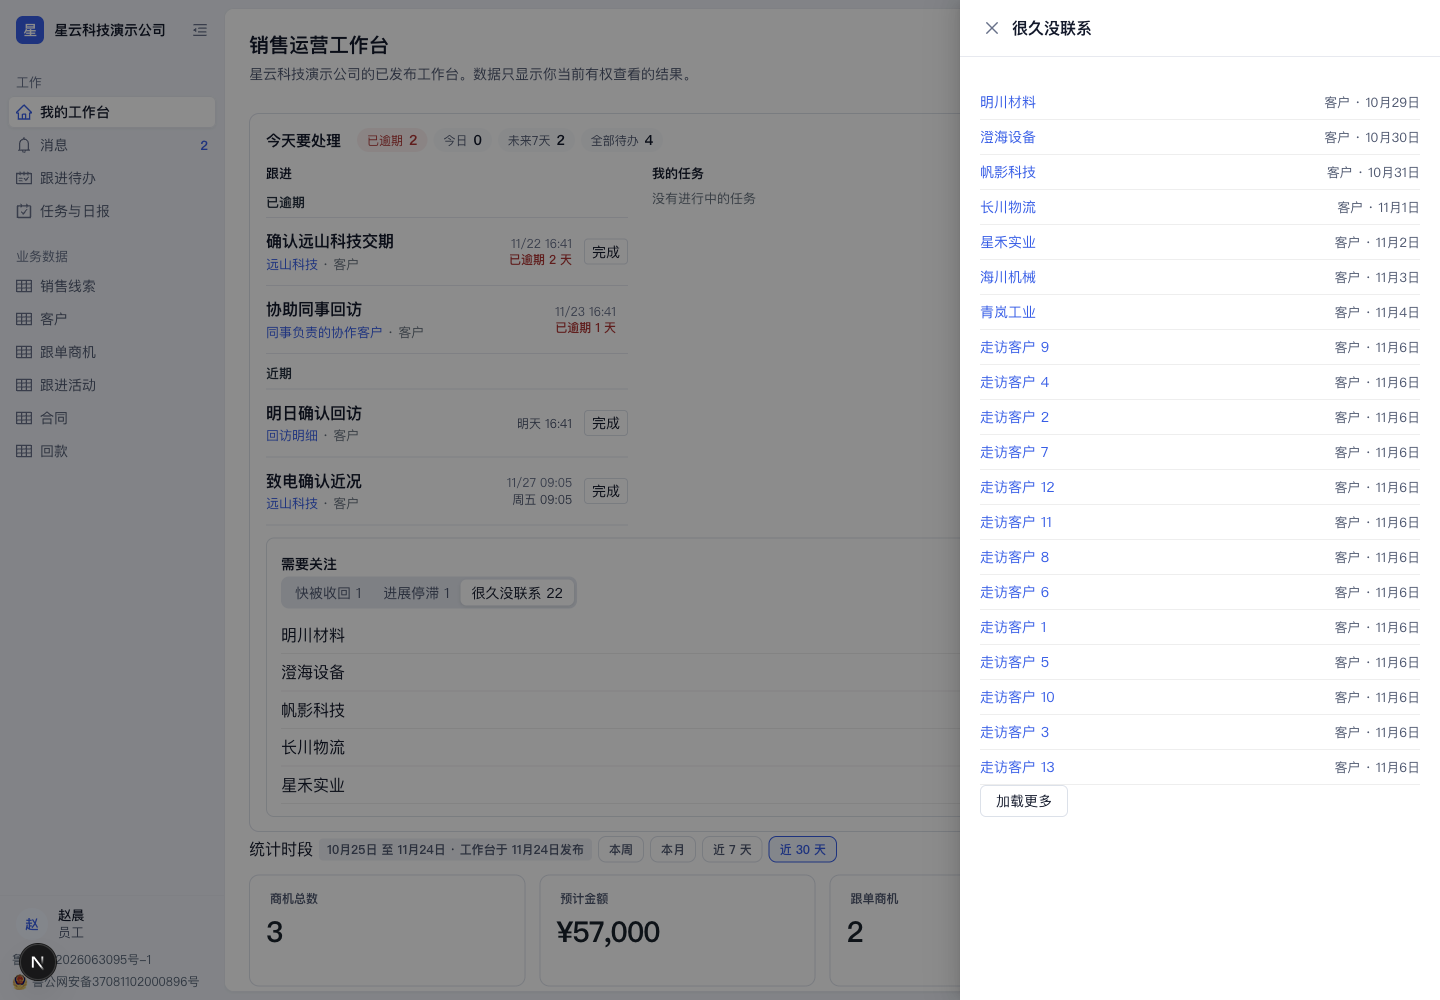 星 星云科技演示公司
工作
我的工作台
消息 2
跟进待办
任务与日报
业务数据
销售线索
客户
跟单商机
跟进活动
合同
回款
赵 赵晨
员工
2026063095号-1
鲁公网安备37081102000896号
N
销售运营工作台
星云科技演示公司的已发布工作台。数据只显示你当前有权查看的结果。
今天要处理 已逾期 2 今日 0 未来7天 2 全部待办 4
跟进
已逾期
确认远山科技交期 11/22 16:41 完成
远山科技 · 客户 已逾期 2 天
协助同事回访 11/23 16:41
同事负责的协作客户 · 客户 已逾期 1 天
近期
明日确认回访 明天 16:41 完成
回访明细 · 客户
致电确认近况 11/27 09:05 完成
远山科技 · 客户 周五 09:05
我的任务
没有进行中的任务
需要关注
快被收回 1 进展停滞 1 很久没联系 22
明川材料
澄海设备
帆影科技
长川物流
星禾实业
统计时段 10月25日 至 11月24日 · 工作台于 11月24日发布 本周 本月 近 7 天 近 30 天
商机总数
3
预计金额
¥57,000
跟单商机
2
很久没联系
明川材料 客户 · 10月29日
澄海设备 客户 · 10月30日
帆影科技 客户 · 10月31日
长川物流 客户 · 11月1日
星禾实业 客户 · 11月2日
海川机械 客户 · 11月3日
青岚工业 客户 · 11月4日
走访客户 9 客户 · 11月6日
走访客户 4 客户 · 11月6日
走访客户 2 客户 · 11月6日
走访客户 7 客户 · 11月6日
走访客户 12 客户 · 11月6日
走访客户 11 客户 · 11月6日
走访客户 8 客户 · 11月6日
走访客户 6 客户 · 11月6日
走访客户 1 客户 · 11月6日
走访客户 5 客户 · 11月6日
走访客户 10 客户 · 11月6日
走访客户 3 客户 · 11月6日
走访客户 13 客户 · 11月6日
加载更多